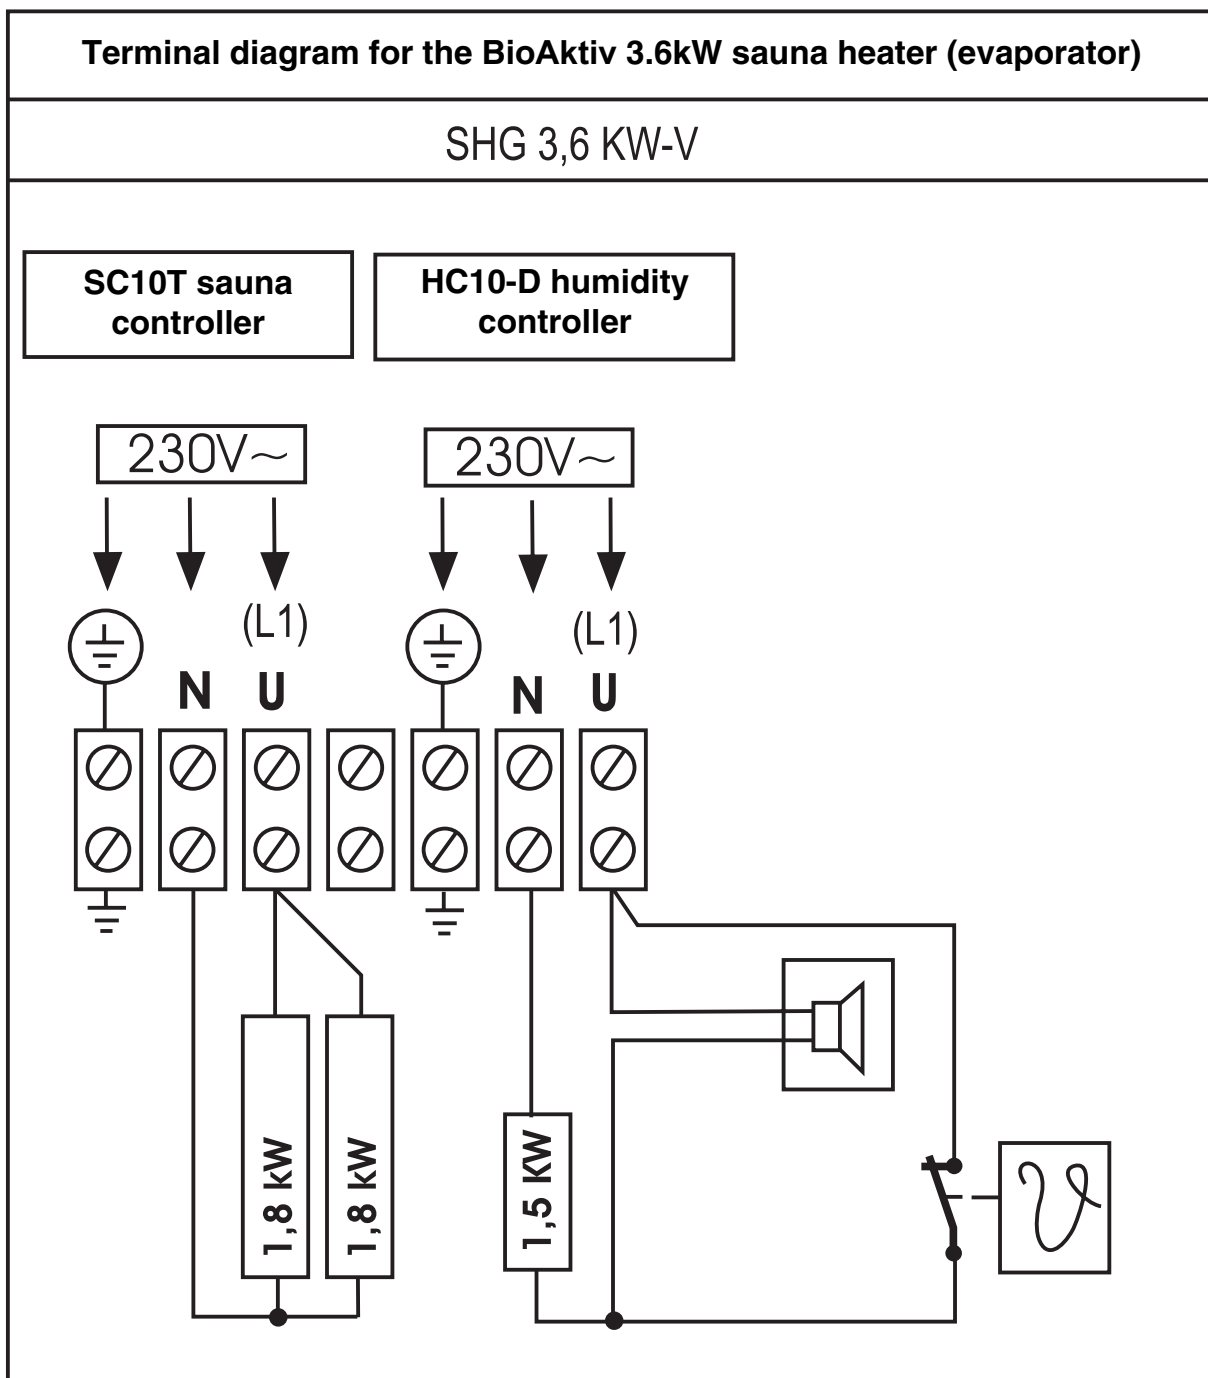 Terminal diagram for the BioAktiv 3.6kW sauna heater (evaporator)
SHG 3,6 KW-V
SC10T sauna
controller
HC10-D humidity
controller
230V~
230V~
(L1)
(L1)
N
U
N
U
1,8 kW
1,8 kW
1,5 KW